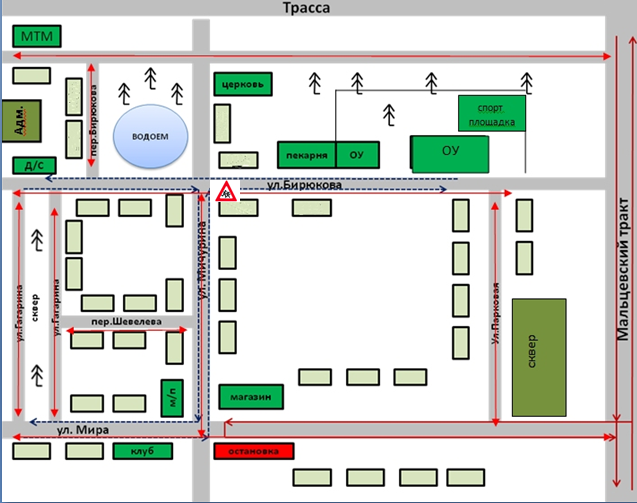 Трасса
МТМ
церковь
Адм.
пер.Бирюкова
ВОДОЕМ
спорт
площадка
Д/С
пекарня
ОУ
ОУ
ул.Бирюкова
ул.Гагарина
сквер
ул.Гагарина
ул. Мичурина
Ул.Парковая
сквер
Мальцевский тракт
пер.Шевелева
м/п
магазин
ул. Мира
клуб
остановка